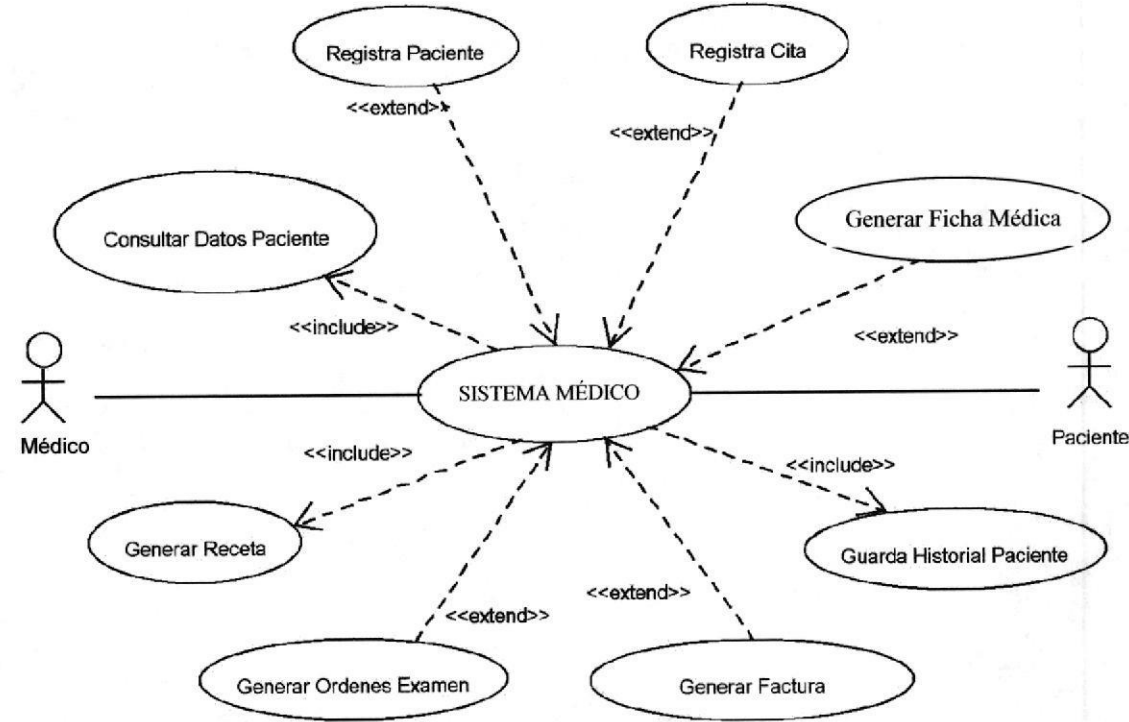 Registra Paciente
Registra Cita
<<extend>>
<<extend>>
Generar Ficha Médica
Consultar Datos Paciente
<<include>>
<<extend>>
SISTEMA MÉDICO
Médico
Paciente
<<include>>
<<include>>
Generar Receta
Guarda Historial Paciente
<<extend>>
<<extend>>
Generar Ordenes Examen
Generar Factura